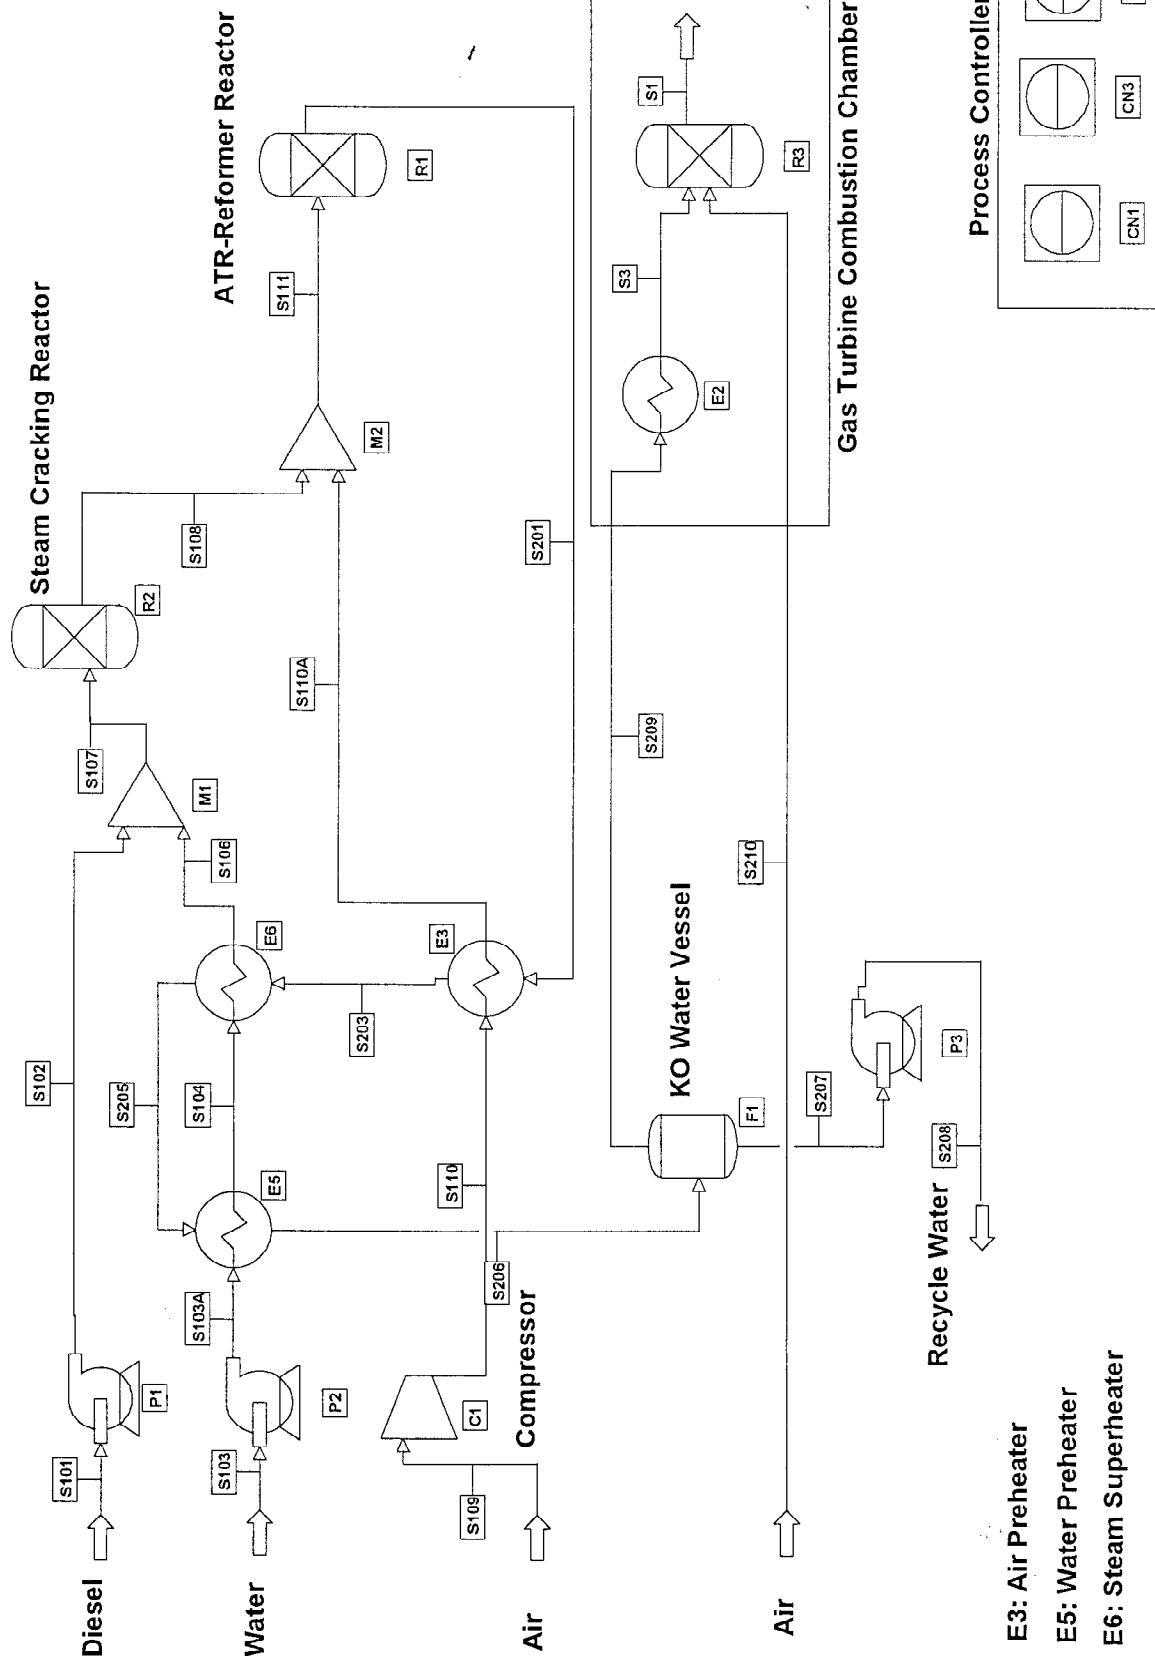 Steam Cracking Reactor
ATR-Reformer Reactor
Diesel
S101
P1
S102
S107
M1
R2
S108
Water
S103
P2
S103A
S205
E5
S104
E6
S106
S111
R1
M2
S110A
Air
S109
C1
Compressor
S206
S110
S203
E3
S201
KO Water Vessel
F1
S209
E2
S3
R3
S1
Gas Turbine Combustion Chamber
Air
S210
S207
P3
S208
Recycle Water
Process Controller
CN1
CN3
E3: Air Preheater
E5: Water Preheater
E6: Steam Superheater